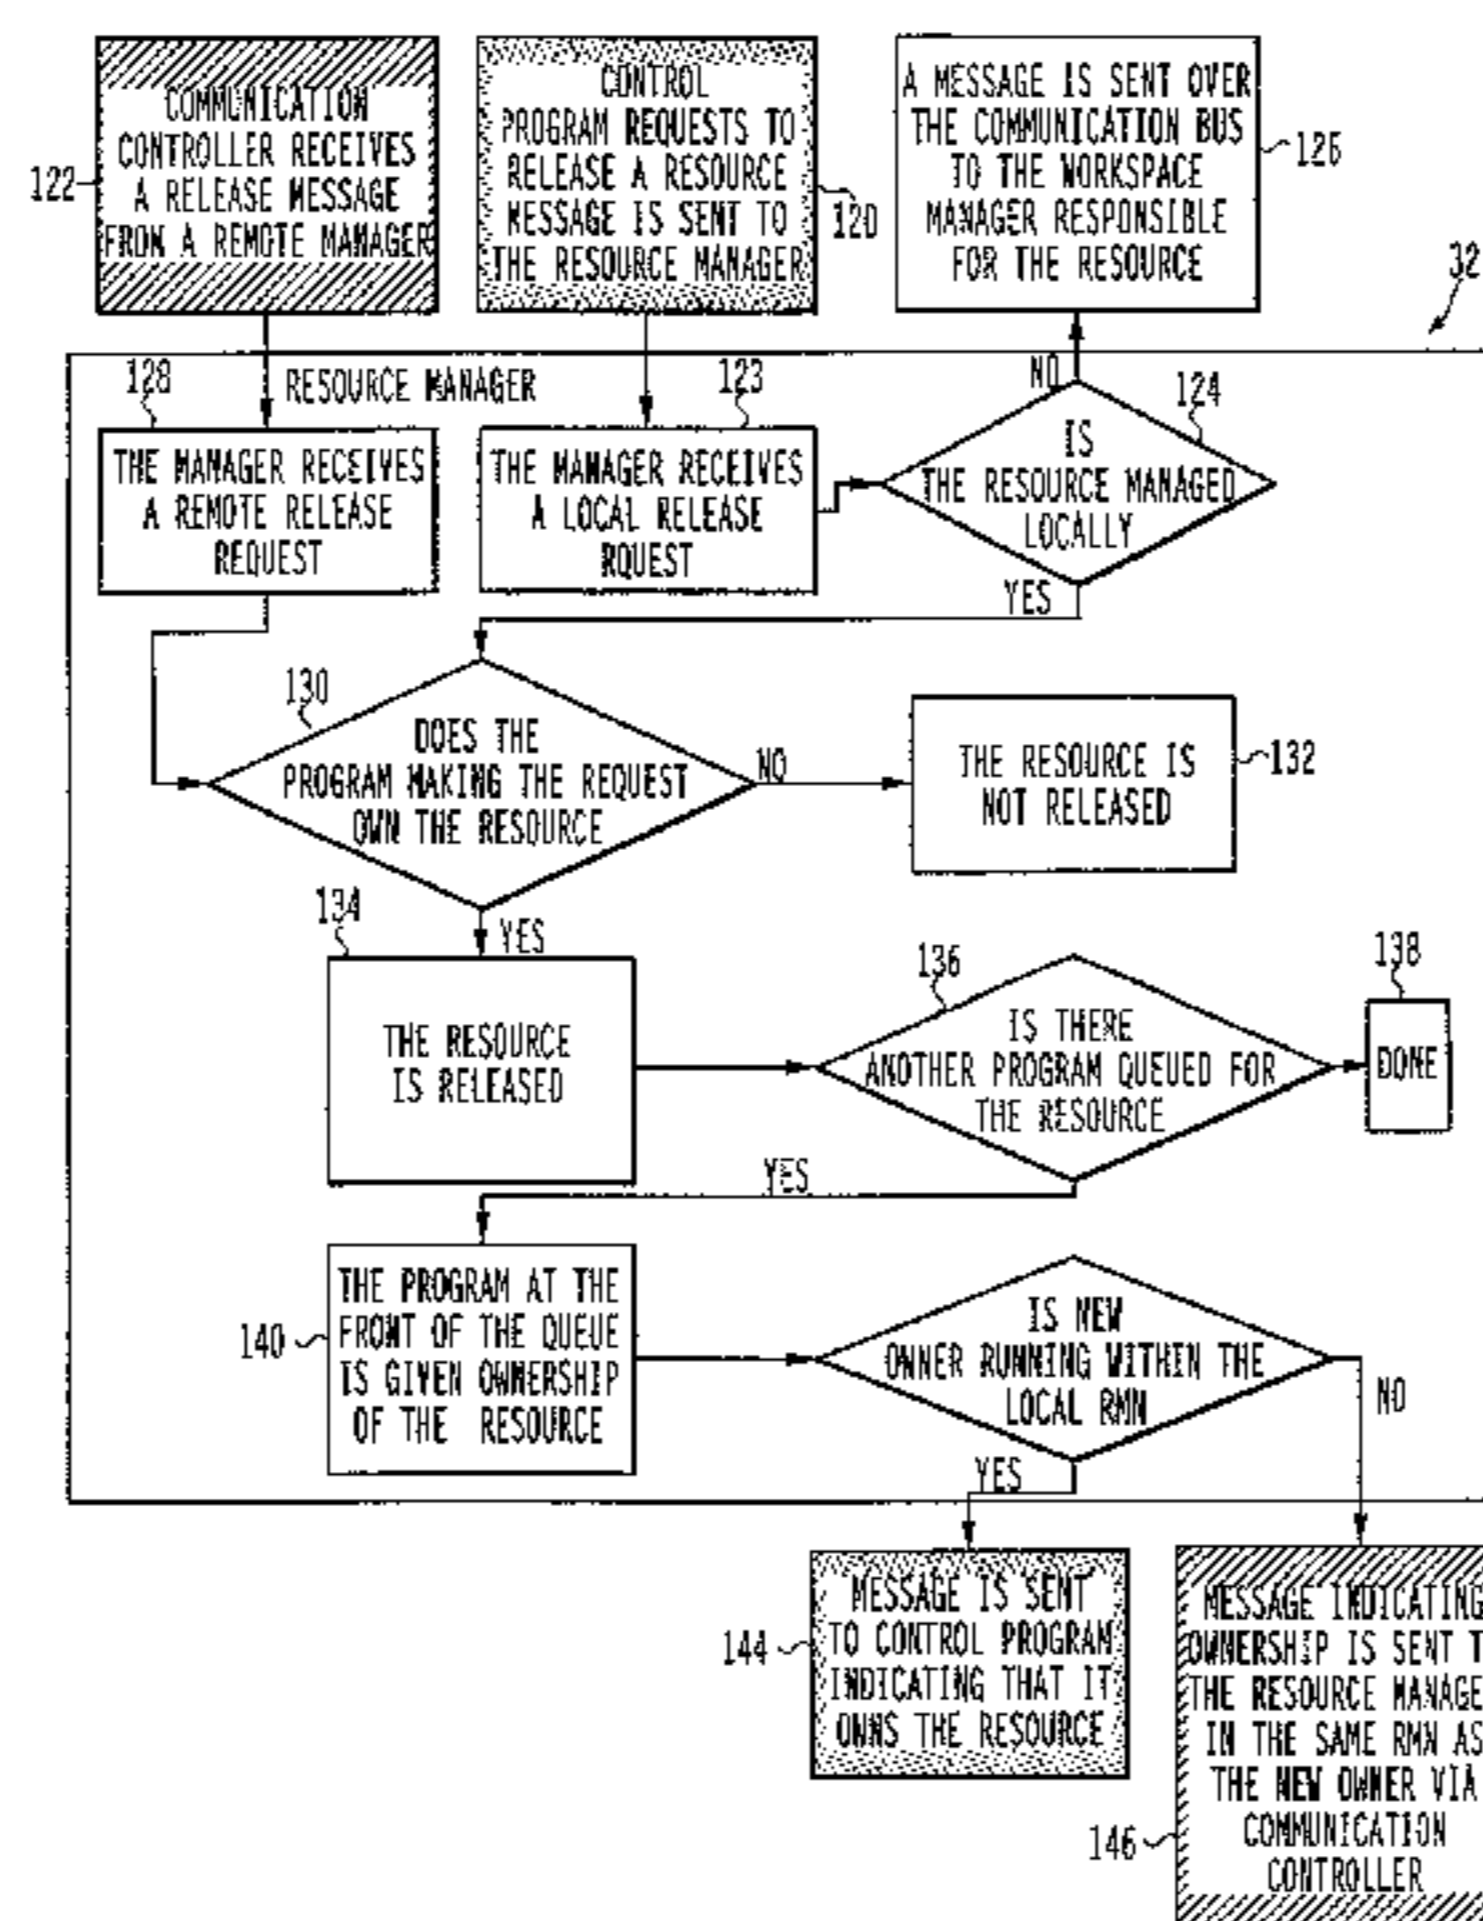 COMMUNICATION
CONTROLLER RECEIVES
A RELEASE MESSAGE
FROM A REMOTE MANAGER
122
CONTROL
PROGRAM REQUESTS TO
RELEASE A RESOURCE
MESSAGE IS SENT TO
THE RESOURCE MANAGER
120
A MESSAGE IS SENT OVER
THE COMMUNICATION BUS
TO THE WORKSPACE
MANAGER RESPONSIBLE
FOR THE RESOURCE
126
32
RESOURCE MANAGER
128
THE MANAGER RECEIVES
A REMOTE RELEASE
REQUEST
123
THE MANAGER RECEIVES
A LOCAL RELEASE
RQUEST
NO
124
IS
THE RESOURCE MANAGED
LOCALLY
YES
130
DOES THE
PROGRAM MAKING THE REQUEST
OWN THE RESOURCE
NO
THE RESOURCE IS
NOT RELEASED
132
YES
134
THE RESOURCE
IS RELEASED
136
IS THERE
ANOTHER PROGRAM QUEUED FOR
THE RESOURCE
138
DONE
YES
140
THE PROGRAM AT THE
FRONT OF THE QUEUE
IS GIVEN OWNERSHIP
OF THE RESOURCE
IS NEW
OWNER RUNNING WITHIN THE
LOCAL RMN
NO
YES
144
MESSAGE IS SENT
TO CONTROL PROGRAM
INDICATING THAT IT
OWNS THE RESOURCE
MESSAGE INDICATING
OWNERSHIP IS SENT T
THE RESOURCE MANAGE
IN THE SAME RMN AS
THE NEW OWNER VIA
COMMUNICATION
CONTROLLER
146